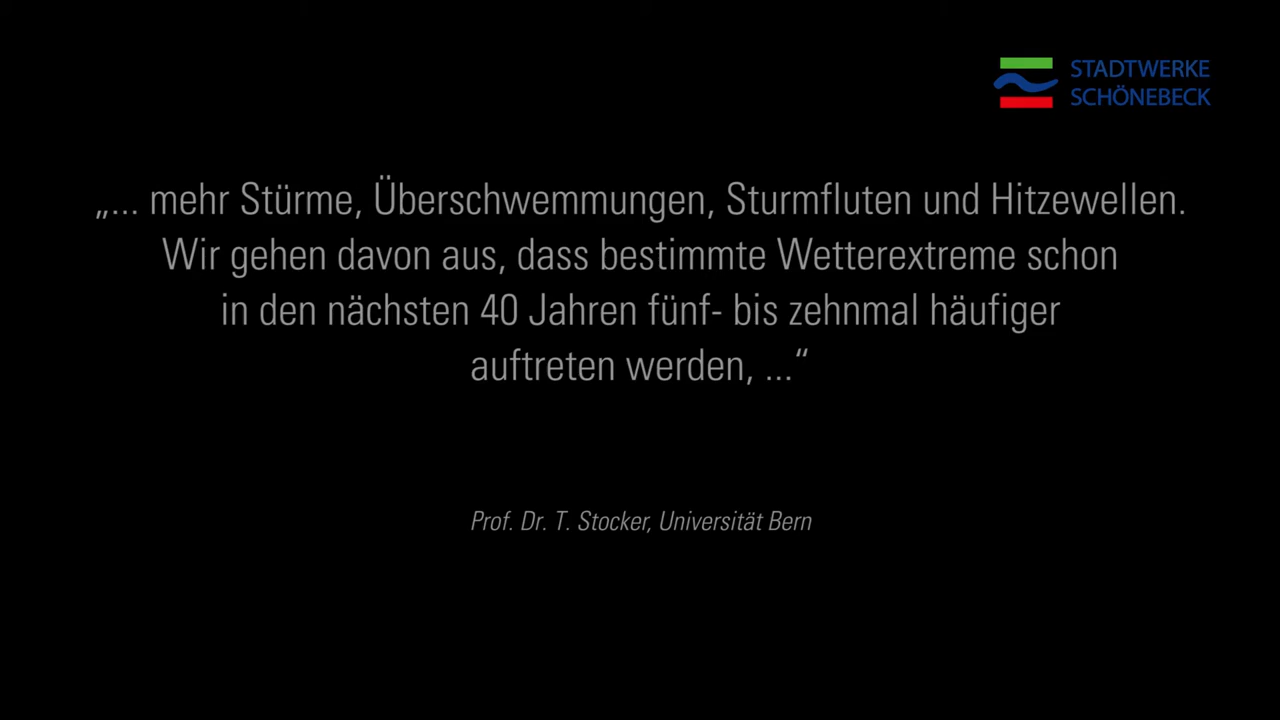 STADTWERKE
SCHÖNEBECK
„... mehr Stürme, Überschwemmungen, Sturmfluten und Hitzewellen.
Wir gehen davon aus, dass bestimmte Wetterextreme schon
in den nächsten 40 Jahren fünf- bis zehnmal häufiger
auftreten werden, ...“
Prof. Dr. T. Stocker, Universität Bern